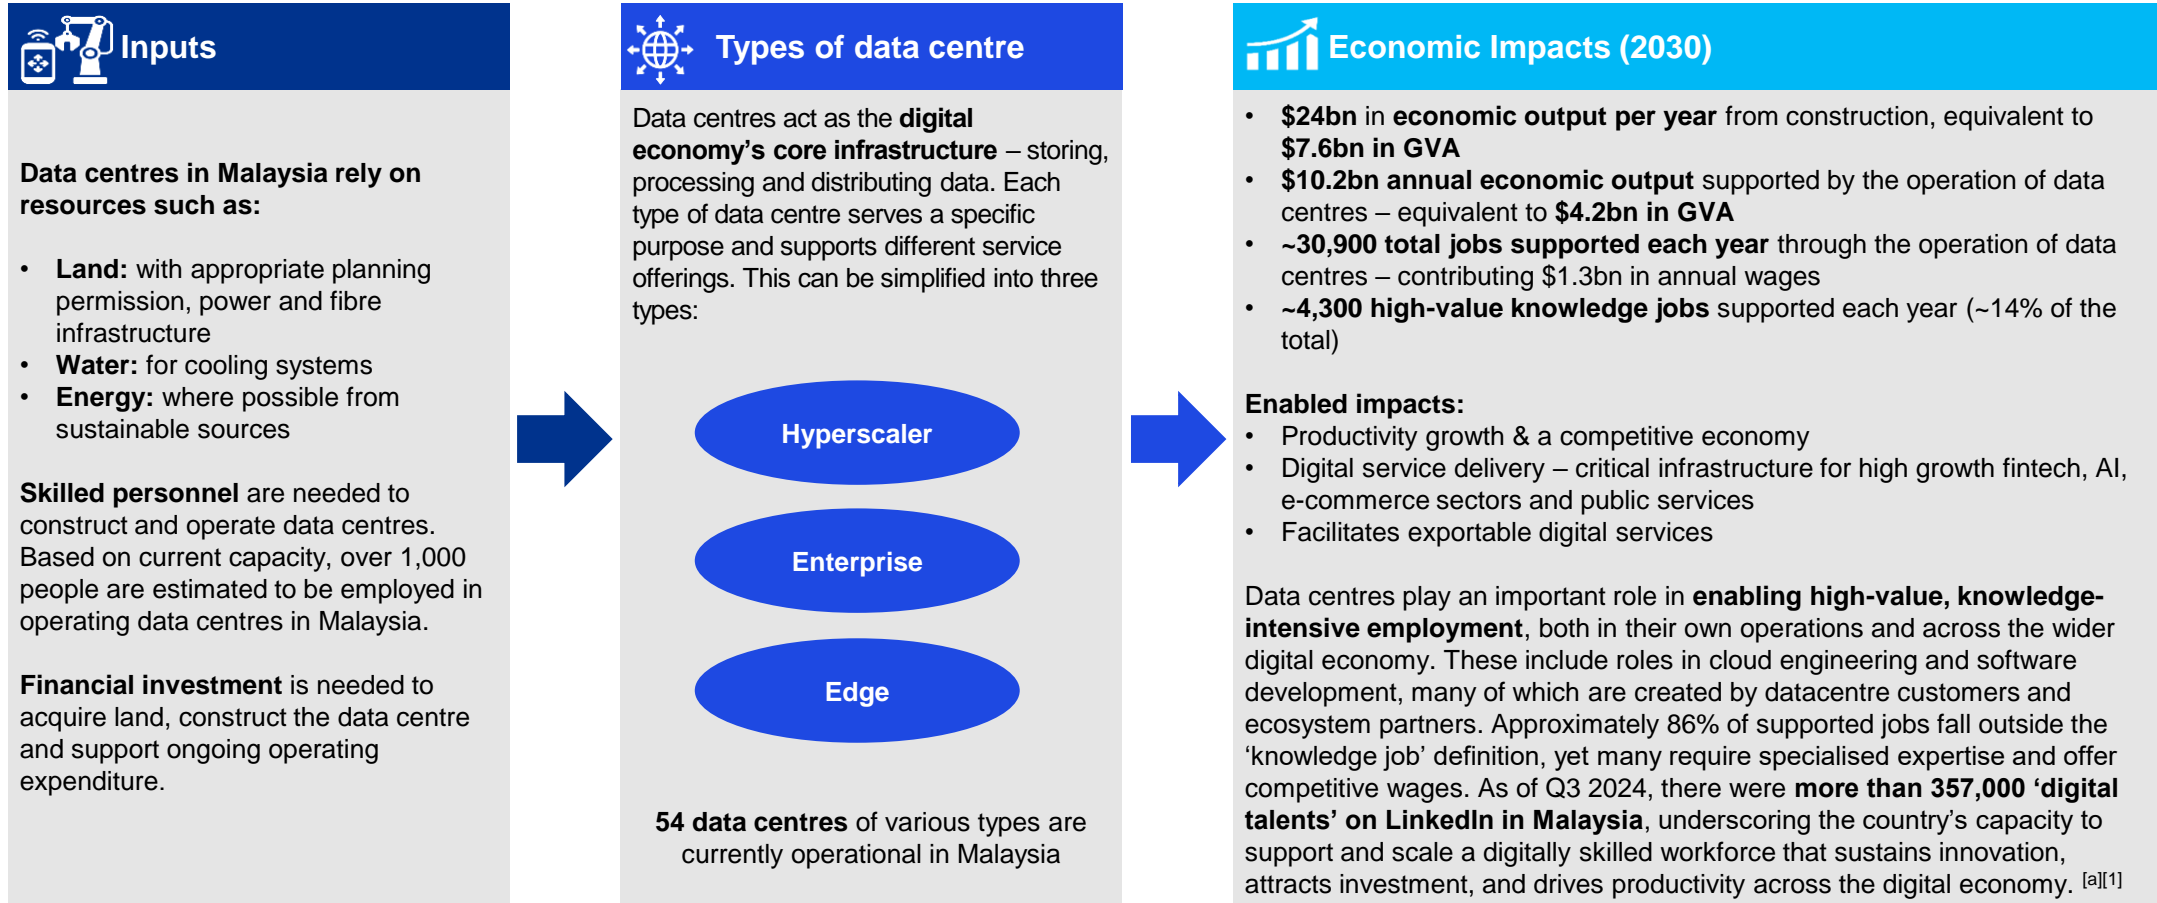 Inputs
Data centres in Malaysia rely on
resources such as:
• Land: with appropriate planning
permission, power and fibre
infrastructure
• Water: for cooling systems
• Energy: where possible from
sustainable sources
Skilled personnel are needed to
construct and operate data centres.
Based on current capacity, over 1,000
people are estimated to be employed in
operating data centres in Malaysia.
Financial investment is needed to
acquire land, construct the data centre
and support ongoing operating
expenditure.
Types of data centre
Data centres act as the digital
economy’s core infrastructure – storing,
processing and distributing data. Each
type of data centre serves a specific
purpose and supports different service
offerings. This can be simplified into three
types:
Hyperscaler
Enterprise
Edge
54 data centres of various types are
currently operational in Malaysia
Economic Impacts (2030)
• $24bn in economic output per year from construction, equivalent to
$7.6bn in GVA
• $10.2bn annual economic output supported by the operation of data
centres – equivalent to $4.2bn in GVA
• ~30,900 total jobs supported each year through the operation of data
centres – contributing $1.3bn in annual wages
• ~4,300 high-value knowledge jobs supported each year (~14% of the
total)
Enabled impacts:
• Productivity growth & a competitive economy
• Digital service delivery – critical infrastructure for high growth fintech, AI,
e-commerce sectors and public services
• Facilitates exportable digital services
Data centres play an important role in enabling high-value, knowledge-
intensive employment, both in their own operations and across the wider
digital economy. These include roles in cloud engineering and software
development, many of which are created by datacentre customers and
ecosystem partners. Approximately 86% of supported jobs fall outside the
‘knowledge job’ definition, yet many require specialised expertise and offer
competitive wages. As of Q3 2024, there were more than 357,000 ‘digital
talents’ on LinkedIn in Malaysia, underscoring the country’s capacity to
support and scale a digitally skilled workforce that sustains innovation,
attracts investment, and drives productivity across the digital economy. [a][1]